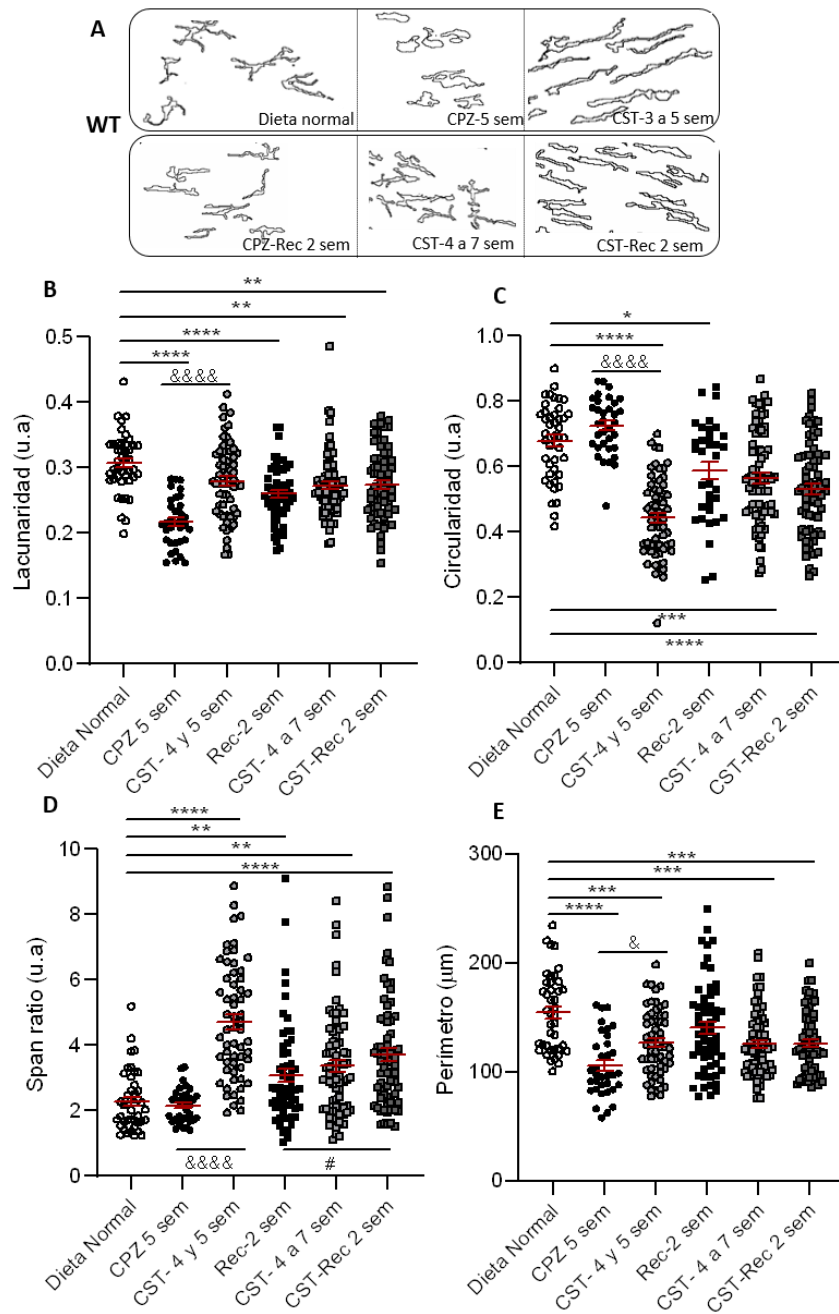 A
WT
Dieta normal
CPZ-5 sem
CST-3 a 5 sem
CPZ-Rec 2 sem
CST-4 a 7 sem
CST-Rec 2 sem
B
**
**
****
****
&&&&
Lacunaridad (u.a)
0.5
0.4
0.3
0.2
0.1
0.0
Dieta Normal
CPZ 5 sem
CST- 4 y 5 sem
Rec-2 sem
CST- 4 a 7 sem
CST-Rec 2 sem
C
*
****
&&&&
Circularidad (u.a)
1.0
0.8
0.6
0.4
0.2
0.0
***
****
Dieta Normal
CPZ 5 sem
CST- 4 y 5 sem
Rec-2 sem
CST- 4 a 7 sem
CST-Rec 2 sem
D
****
**
**
****
Span ratio (u.a)
10
8
6
4
2
0
&&&&
#
Dieta Normal
CPZ 5 sem
CST- 4 y 5 sem
Rec-2 sem
CST- 4 a 7 sem
CST-Rec 2 sem
E
***
***
***
****
&
Perímetro (µm)
300
200
150
100
0
Dieta Normal
CPZ 5 sem
CST- 4 y 5 sem
Rec-2 sem
CST- 4 a 7 sem
CST-Rec 2 sem